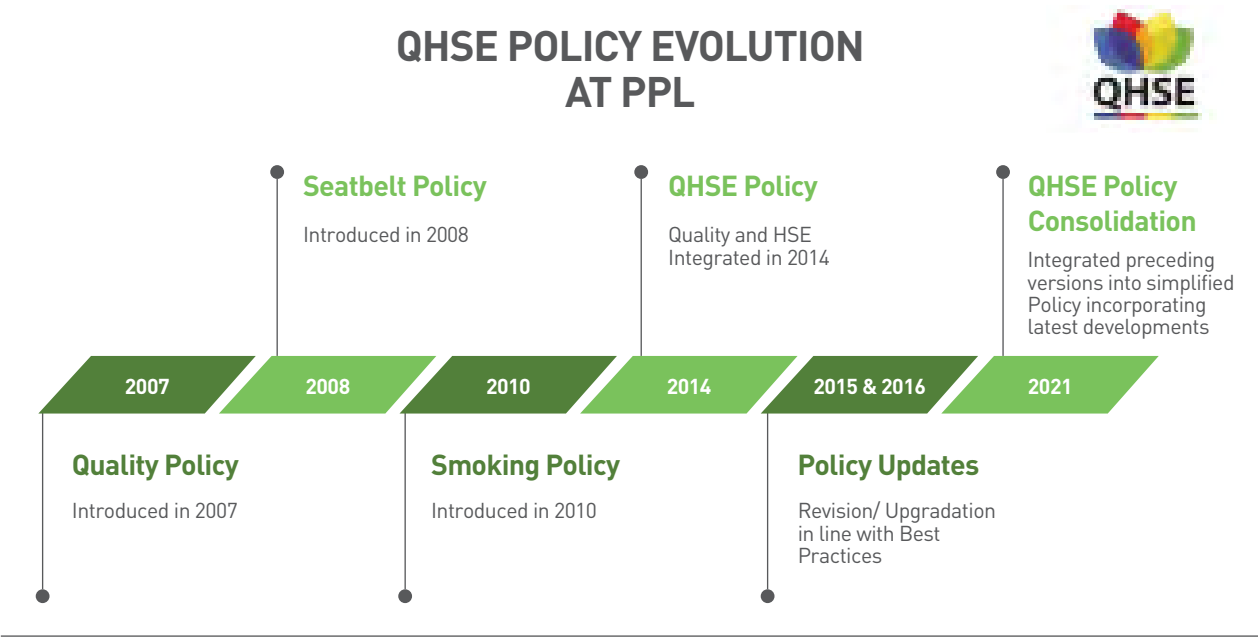 QHSE POLICY EVOLUTION
AT PPL
QHSE
Seatbelt Policy
Introduced in 2008
QHSE Policy
Quality and HSE
Integrated in 2014
QHSE Policy
Consolidation
Integrated preceding
versions into simplified
Policy incorporating
latest developments
2007
2008
2010
2014
2015 & 2016
2021
Quality Policy
Introduced in 2007
Smoking Policy
Introduced in 2010
Policy Updates
Revision/ Upgradation
in line with Best
Practices